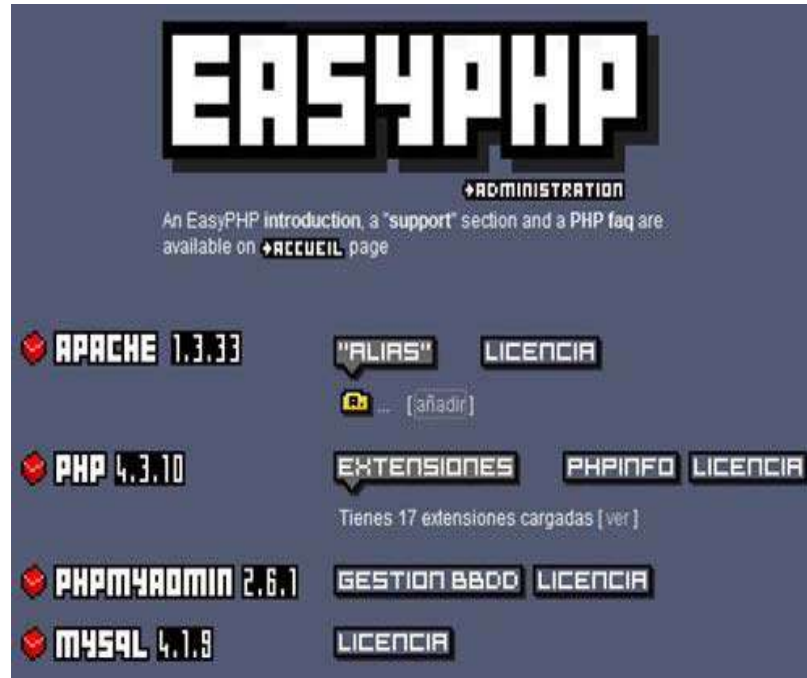 EASYPHP
ADMINISTRATION
An EasyPHP introduction, a "support" section and a PHP faq are
available on ACCUEIL page
APACHE 1.3.33 "ALIAS" LICENCIA
A. ... [añadir]
PHP 4.3.10 EXTENSIONES PHPINFO LICENCIA
Tienes 17 extensiones cargadas [ver]
PHPMYADMIN 2.6.1 GESTION BBDD LICENCIA
MYSQL 4.1.9 LICENCIA